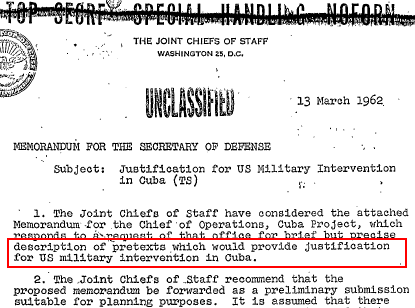 TOP SECRET SPECIAL HANDLING NOFORN
THE JOINT CHIEFS OF STAFF
WASHINGTON 25, D.C.
UNCLASSIFIED
13 March 1962
MEMORANDUM FOR THE SECRETARY OF DEFENSE
Subject: Justification for US Military Intervention
in Cuba (TS)
1. The Joint Chiefs of Staff have considered the attached
Memorandum for the Chief of Operations, Cuba Project, which
responds to a request of that office for brief but precise
description of pretexts which would provide justification
for US military intervention in Cuba.
2. The Joint Chiefs of Staff recommend that the
proposed memorandum be forwarded as a preliminary submission
suitable for planning purposes. It is assumed that there